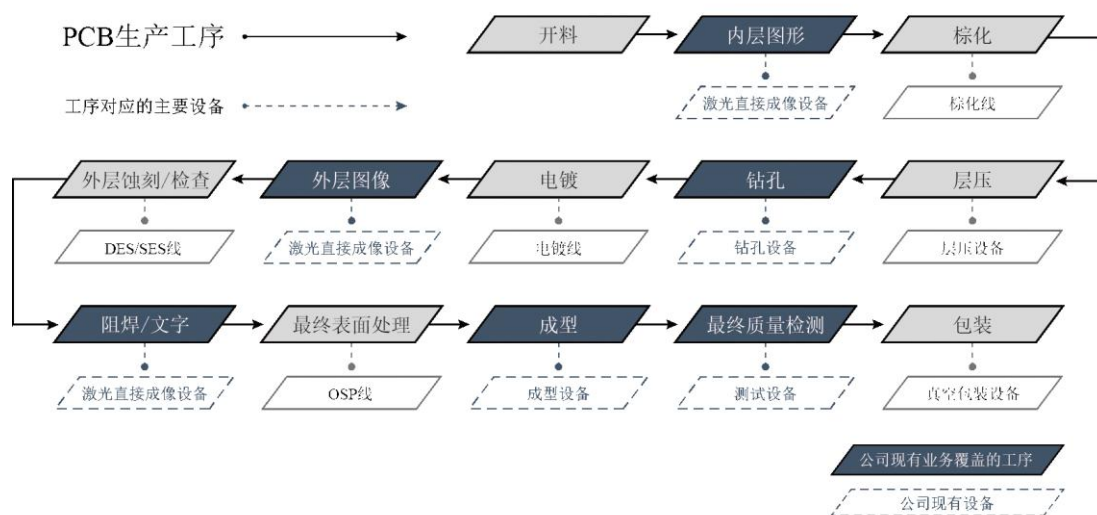 PCB生产工序
开料
内层图形
棕化
工序对应的主要设备
激光直接成像设备
棕化线
外层蚀刻/检查
外层图像
电镀
钻孔
层压
DES/SES线
激光直接成像设备
电镀线
钻孔设备
层压设备
阻焊/文字
最终表面处理
成型
最终质量检测
包装
激光直接成像设备
OSP线
成型设备
测试设备
真空包装设备
公司现有业务覆盖的工序
公司现有设备